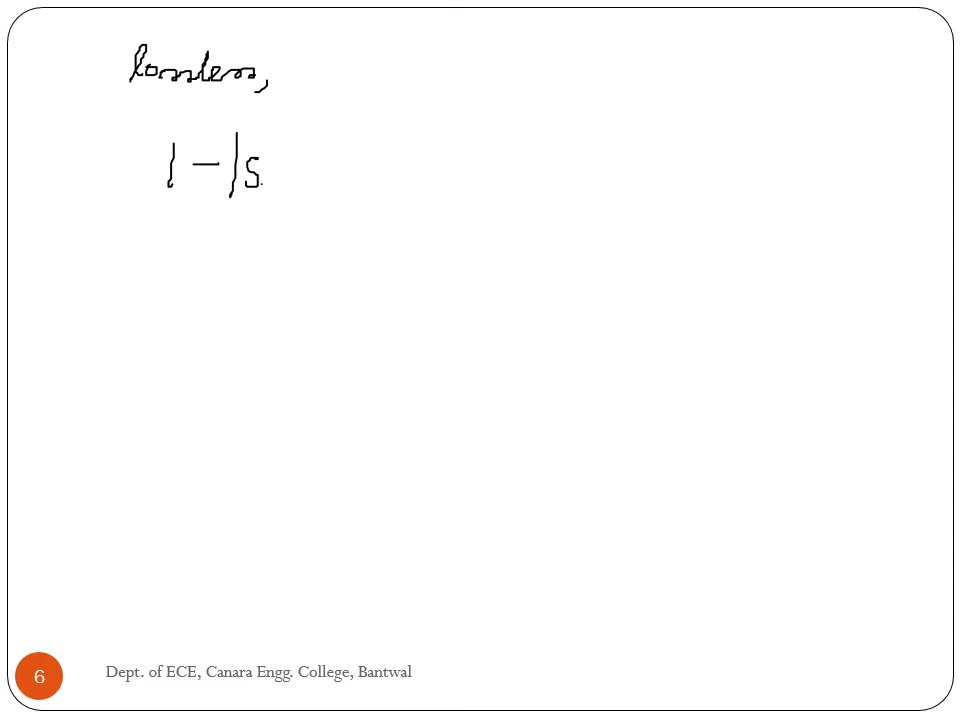 lossless,
1 - |s
6
Dept. of ECE, Canara Engg. College, Bantwal